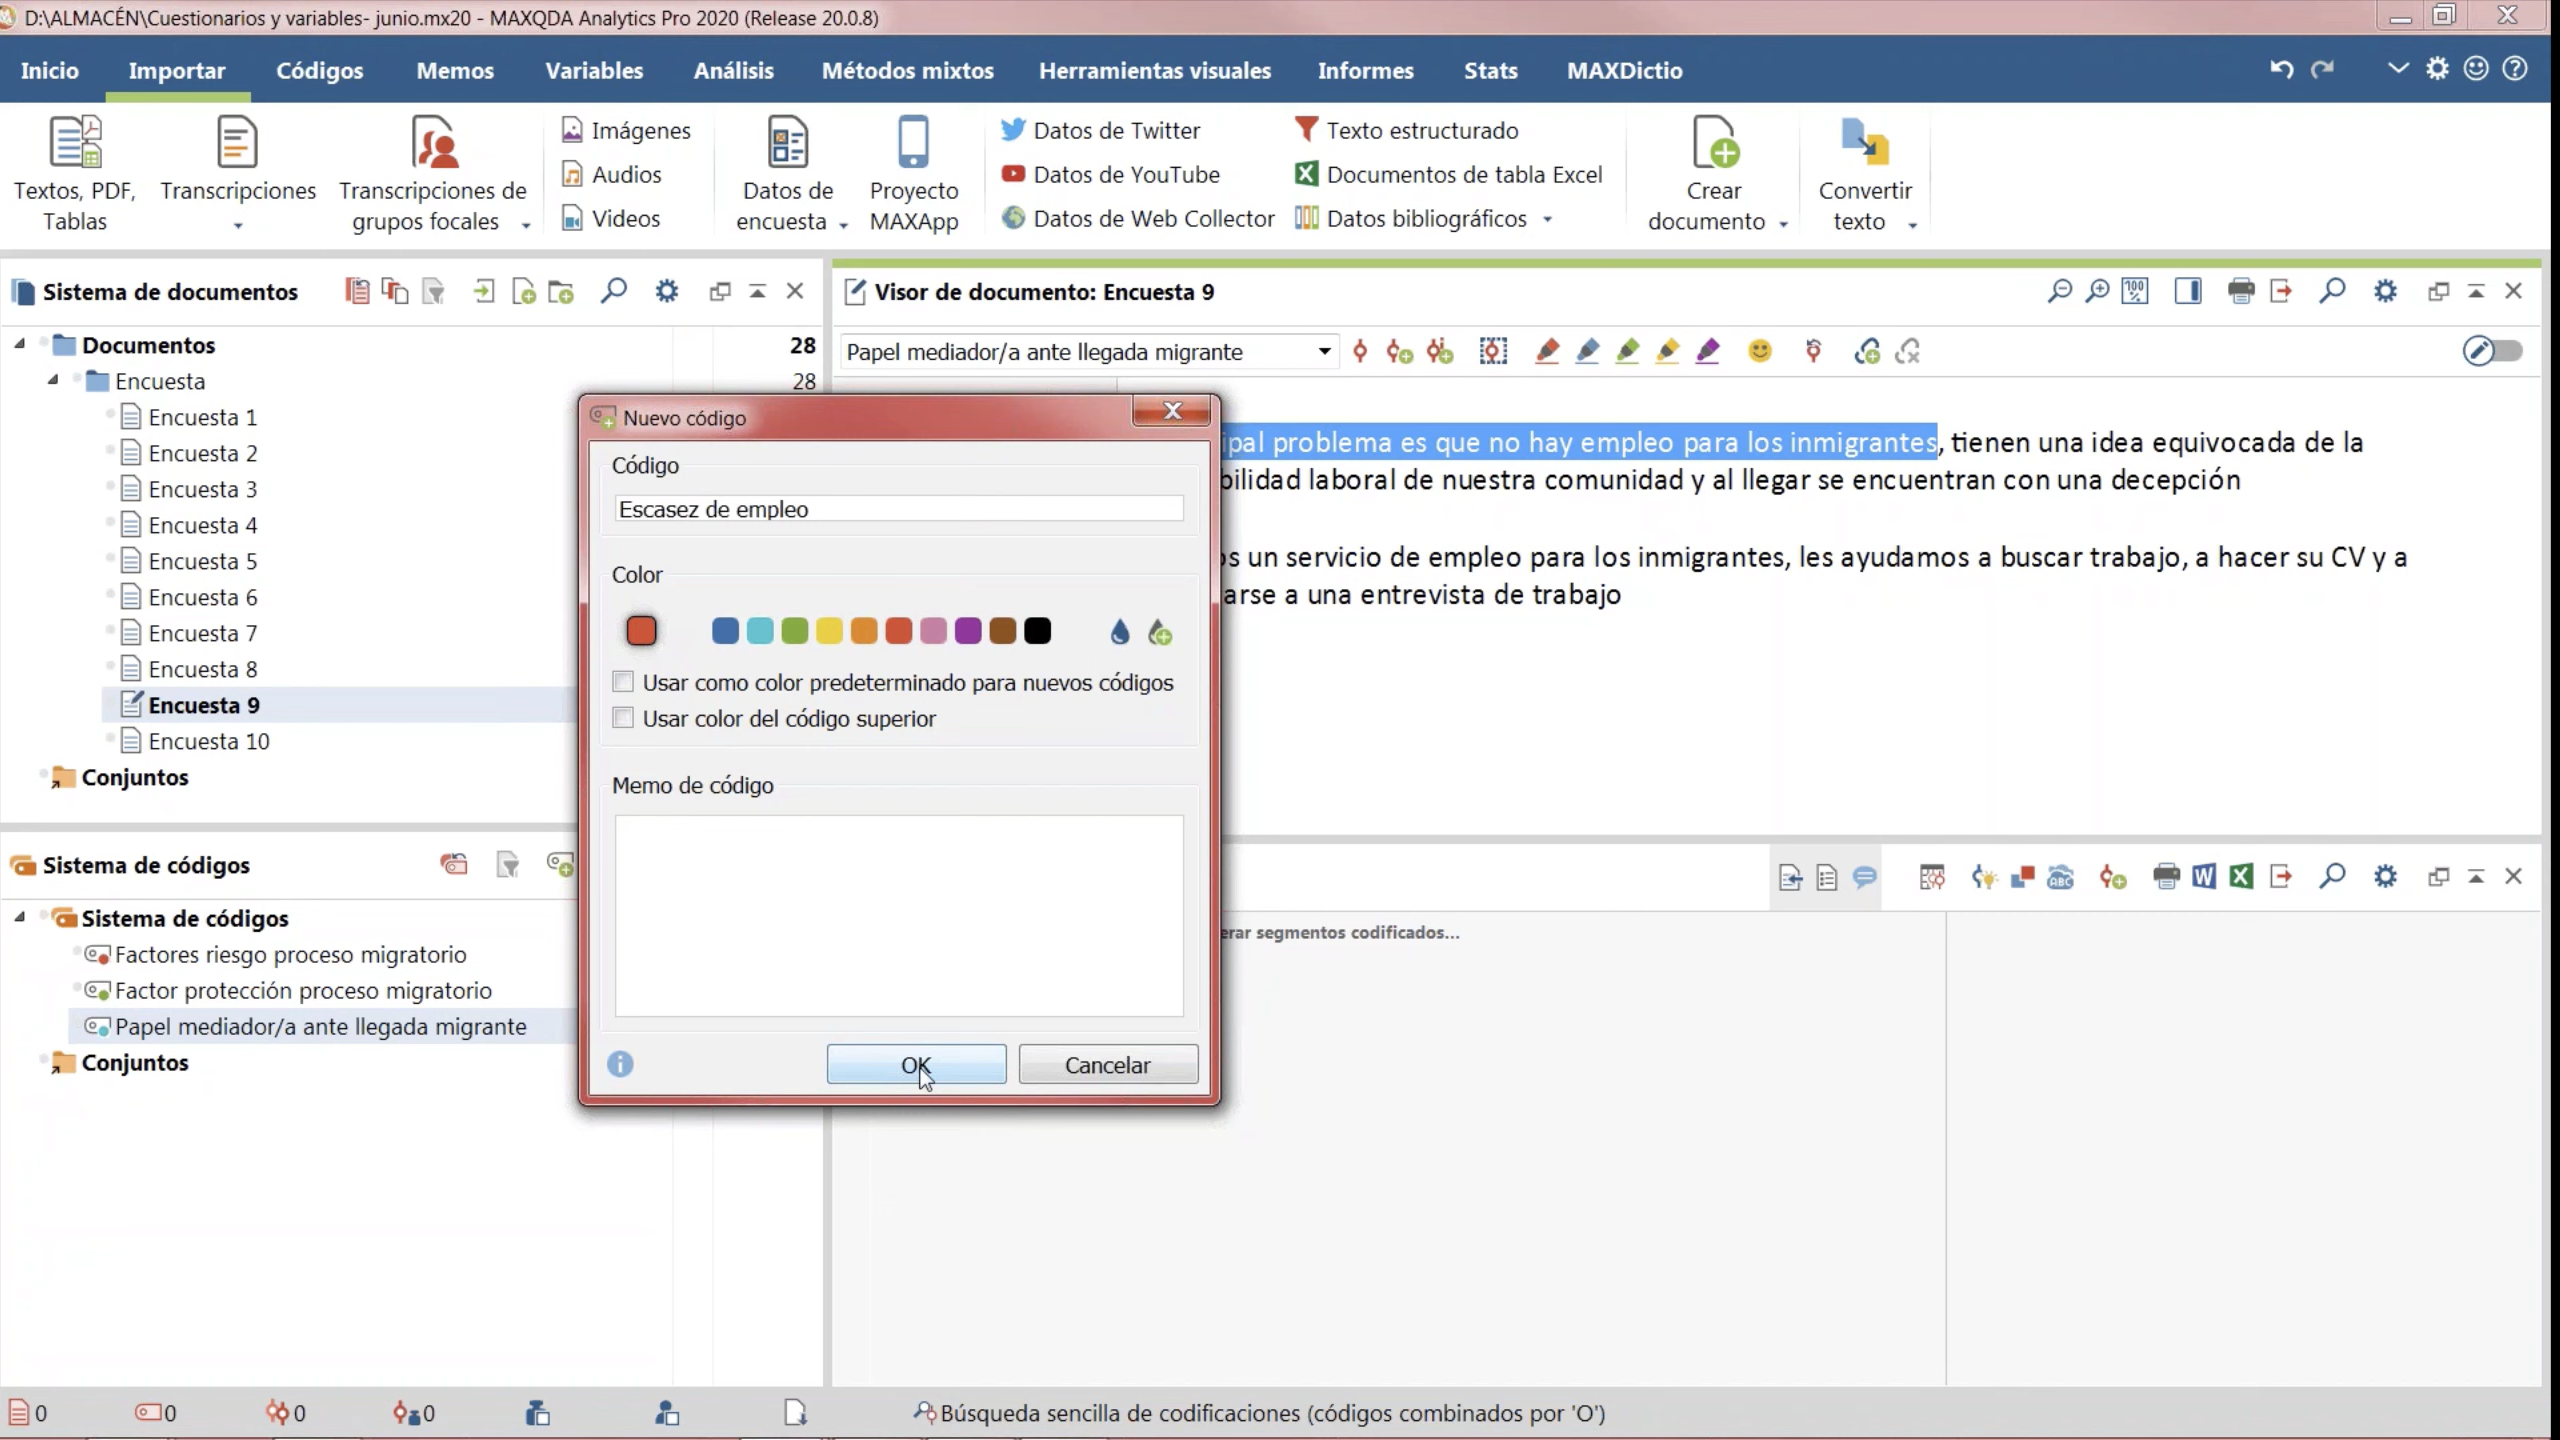 D:\ALMACÉN\Cuestionarios y variables- junio.mx20 - MAXQDA Analytics Pro 2020 (Release 20.0.8)
Inicio Importar Códigos Memos Variables Análisis Métodos mixtos Herramientas visuales Informes Stats MAXDictio
Textos, PDF, Tablas
Transcripciones
Transcripciones de grupos focales
Imágenes
Audios
Videos
Datos de encuesta
Proyecto MAXApp
Datos de Twitter
Datos de YouTube
Datos de Web Collector
Texto estructurado
Documentos de tabla Excel
Datos bibliográficos
Crear documento
Convertir texto
Sistema de documentos
Documentos 28
Encuesta 28
Encuesta 1
Encuesta 2
Encuesta 3
Encuesta 4
Encuesta 5
Encuesta 6
Encuesta 7
Encuesta 8
Encuesta 9
Encuesta 10
Conjuntos
Visor de documento: Encuesta 9
100 %
Papel mediador/a ante llegada migrante
problema es que no hay empleo para los inmigrantes, tienen una idea equivocada de la
laboral de nuestra comunidad y al llegar se encuentran con una decepción
un servicio de empleo para los inmigrantes, les ayudamos a buscar trabajo, a hacer su CV y a
a una entrevista de trabajo
Nuevo código
Código
Escasez de empleo
Color
Usar como color predeterminado para nuevos códigos
Usar color del código superior
Memo de código
OK Cancelar
Sistema de códigos
Sistema de códigos
Factores riesgo proceso migratorio
Factor protección proceso migratorio
Papel mediador/a ante llegada migrante
Conjuntos
ABC
W
segmentos codificados...
0 0 0 0
Búsqueda sencilla de codificaciones (códigos combinados por 'O')